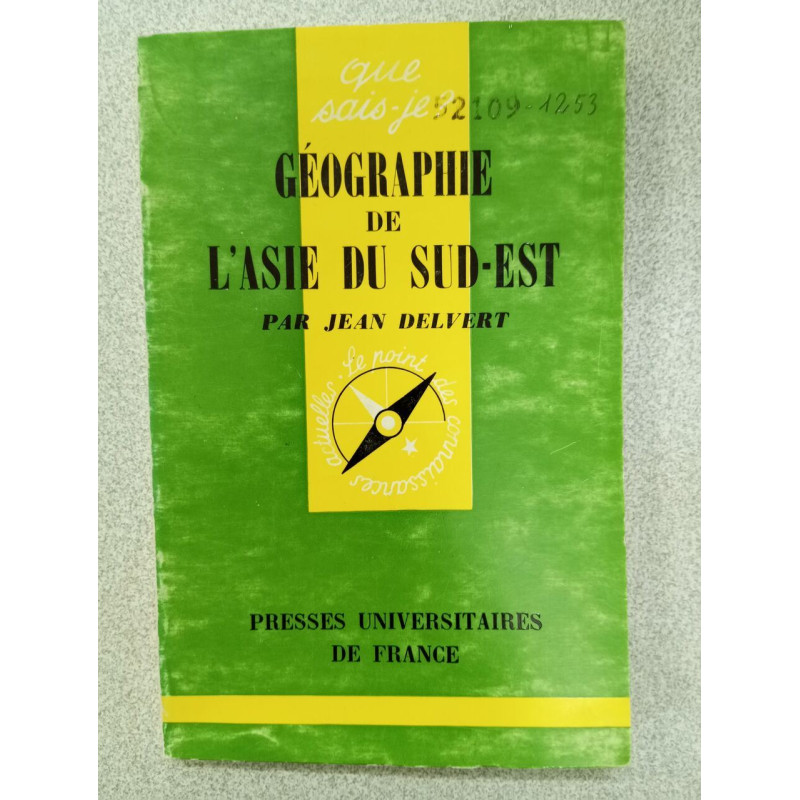 que
sais-je? 52109-1253
GÉOGRAPHIE
DE
L'ASIE DU SUD-EST
PAR JEAN DELVERT
Le point des connaissances actuelles.
PRESSES UNIVERSITAIRES
DE FRANCE